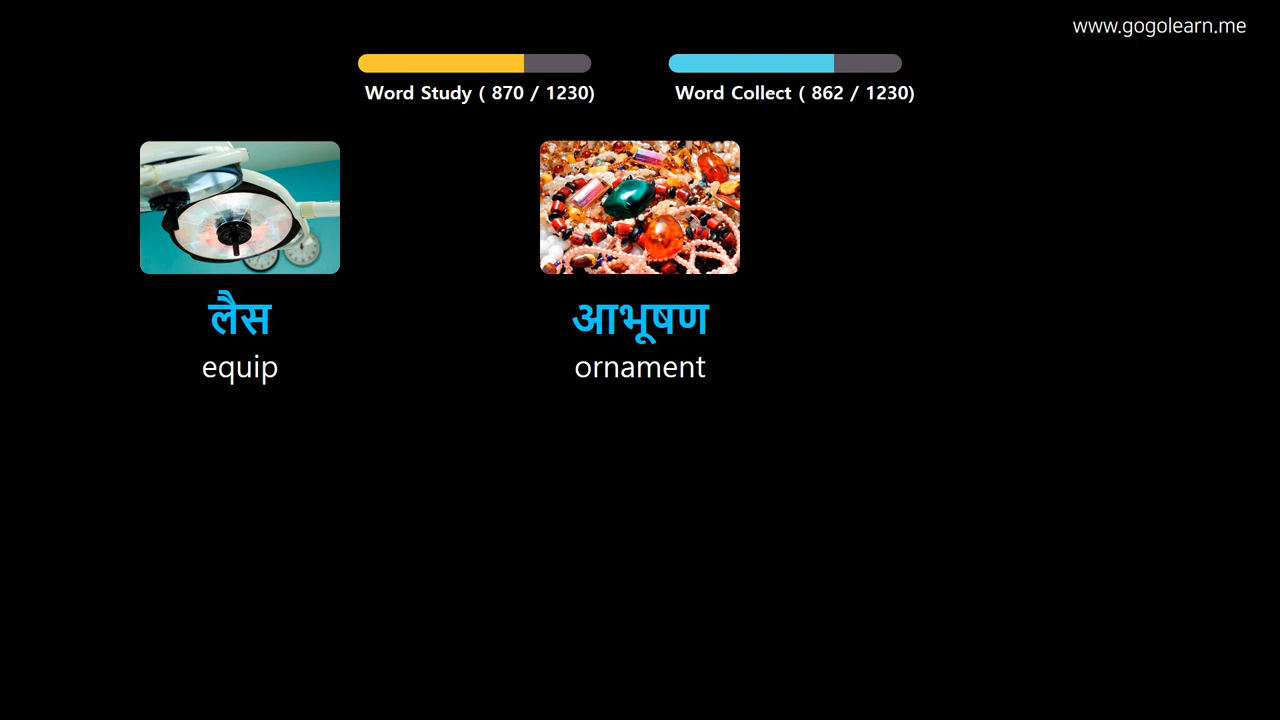 www.gogolearn.me
Word Study ( 870 / 1230)
Word Collect ( 862 / 1230)
लैस
equip
आभूषण
ornament